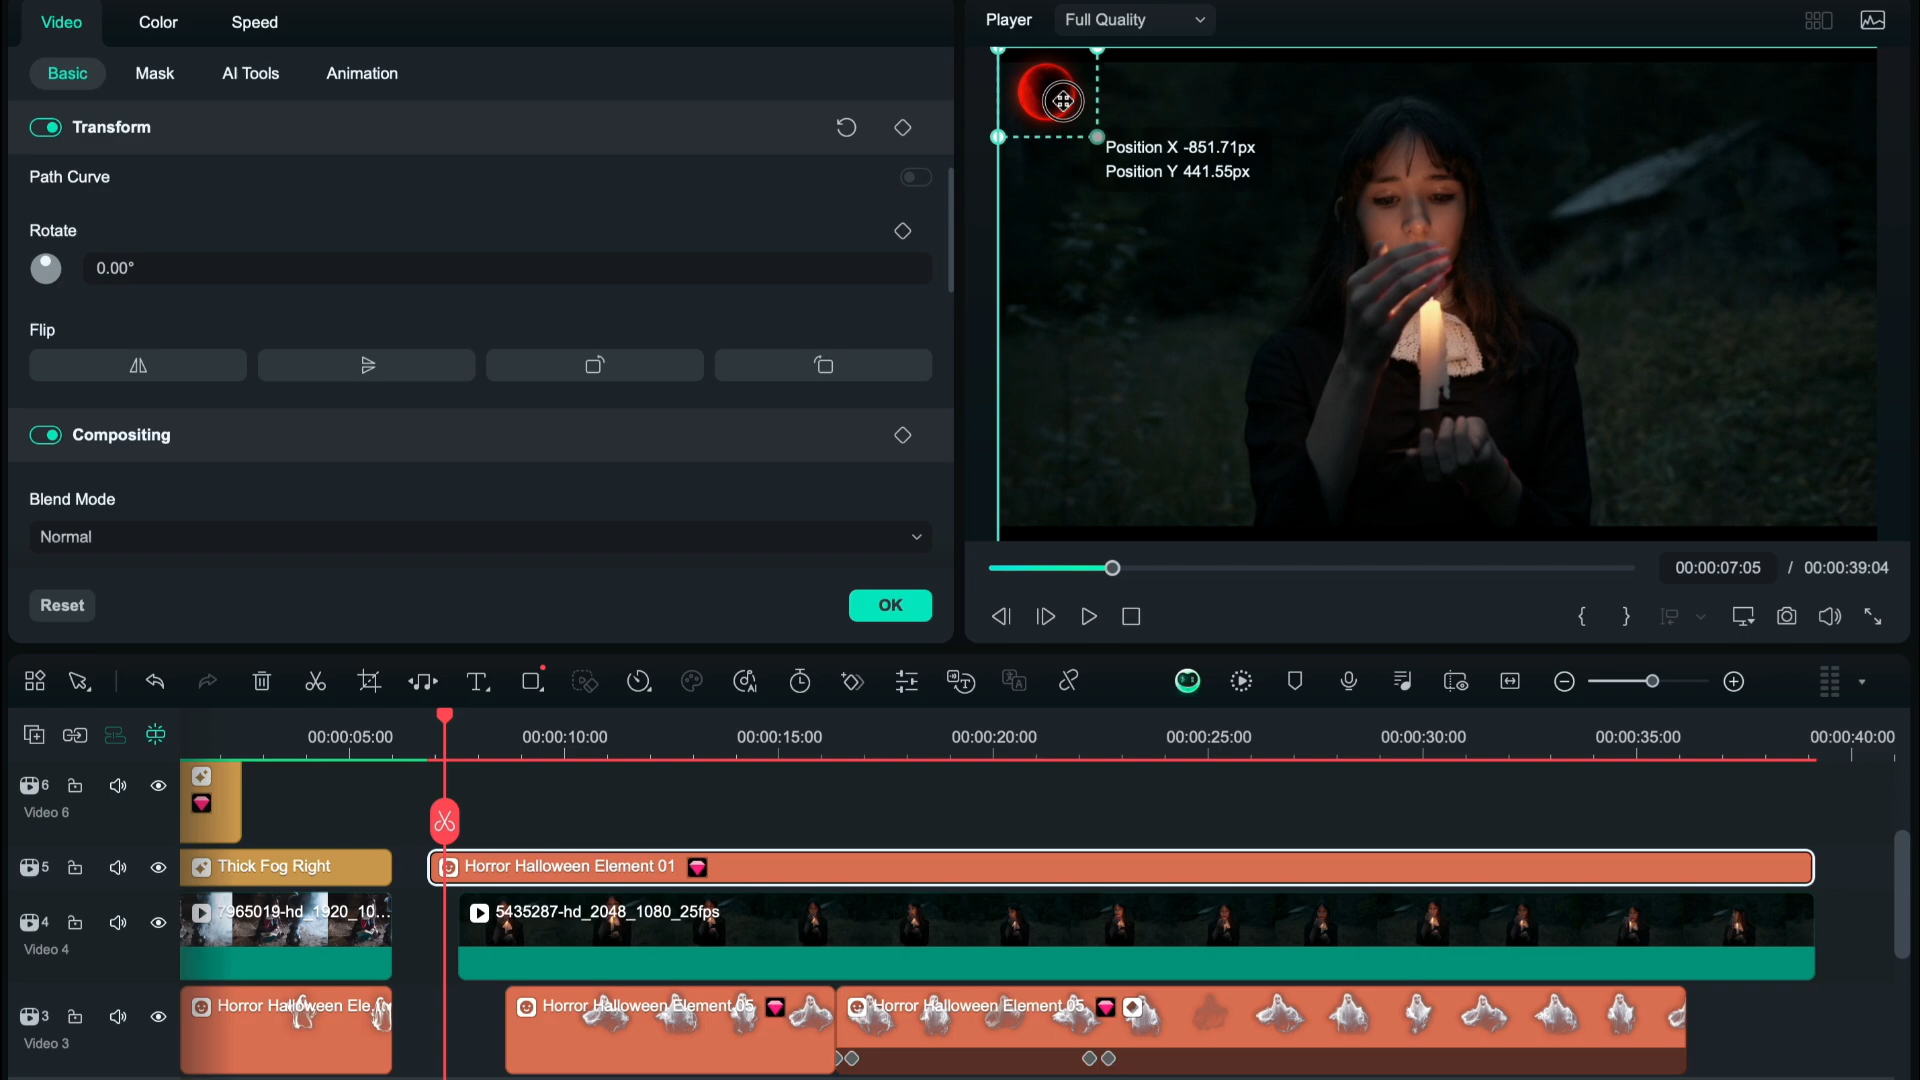 Video Color Speed
Player Full Quality
Basic Mask AI Tools Animation
Transform
Path Curve
Rotate
0.00°
Flip
Compositing
Blend Mode
Normal
Reset OK
Position X -851.71px
Position Y 441.55px
00:00:07:05 / 00:00:39:04
{ }
00:00:05:00 00:00:10:00 00:00:15:00 00:00:20:00 00:00:25:00 00:00:30:00 00:00:35:00 00:00:40:00
6
Video 6
5 Thick Fog Right Horror Halloween Element 01
4 7965019-hd_1920_10... 5435287-hd_2048_1080_25fps
Video 4
3 Horror Halloween Ele... Horror Halloween Element 05 Horror Halloween Element 05
Video 3